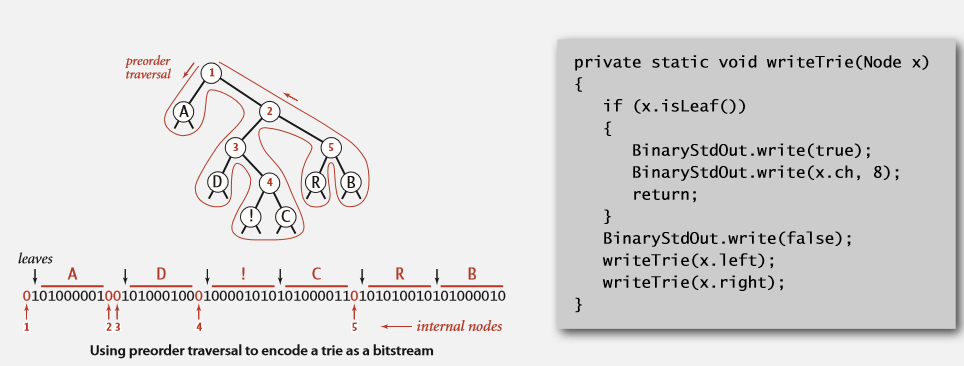 preorder
traversal
1
A
2
3
5
D
4
R
B
!
C
leaves
A D ! C R B
01010000010010100010001000010101010000110101010010101000010
1 2 3 4 5 internal nodes
Using preorder traversal to encode a trie as a bitstream
private static void writeTrie(Node x)
{
if (x.isLeaf())
{
BinaryStdOut.write(true);
BinaryStdOut.write(x.ch, 8);
return;
}
BinaryStdOut.write(false);
writeTrie(x.left);
writeTrie(x.right);
}